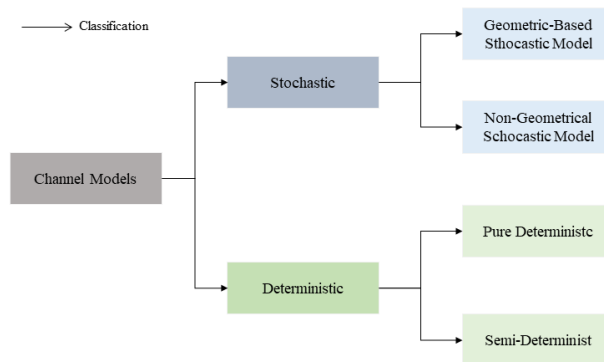 Classification
Geometric-Based
Sthocastic Model
Stochastic
Non-Geometrical
Schocastic Model
Channel Models
Pure Deterministc
Deterministic
Semi-Determinist